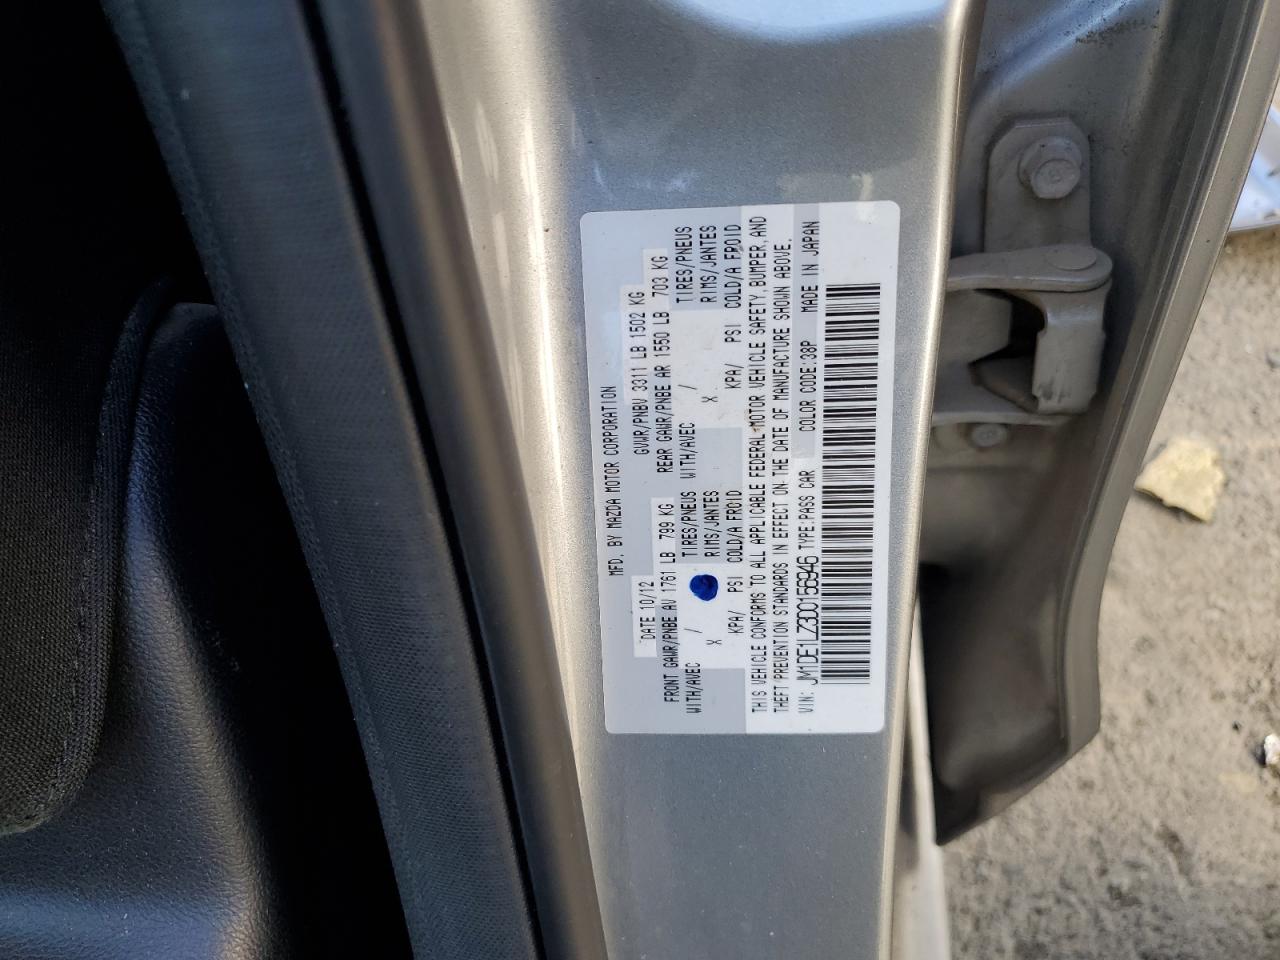 MFD. BY MAZDA MOTOR CORPORATION
DATE 10/12 GVWR/PNBV 3311 LB 1502 KG
FRONT GAWR/PNBE AV 1761 LB 799 KG REAR GAWR/PNBE AR 1550 LB 703 KG
WITH/AVEC / TIRES/PNEUS WITH/AVEC / TIRES/PNEUS
X RIMS/JANTES X RIMS/JANTES
KPA/ PSI COLD/A FROID KPA/ PSI COLD/A FROID
THIS VEHICLE CONFORMS TO ALL APPLICABLE FEDERAL MOTOR VEHICLE SAFETY, BUMPER, AND
THEFT PREVENTION STANDARDS IN EFFECT ON THE DATE OF MANUFACTURE SHOWN ABOVE.
VIN: JM1DE1LZ3D0156946 TYPE:PASS CAR COLOR CODE:38P MADE IN JAPAN